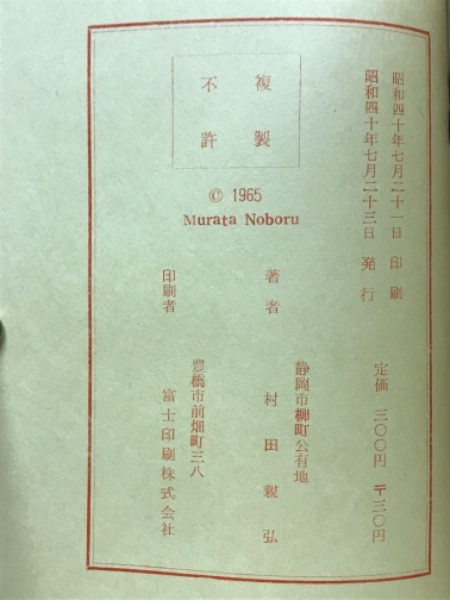 昭和四十年七月二十一日 印刷
昭和四十年七月二十三日 発行
定価 三〇〇円 〒三〇円
複製
不許
© 1965
Murata Noboru
著者
静岡市柳町公有地
村田親弘
印刷者
豊橋市前畑町三八
富士印刷株式会社